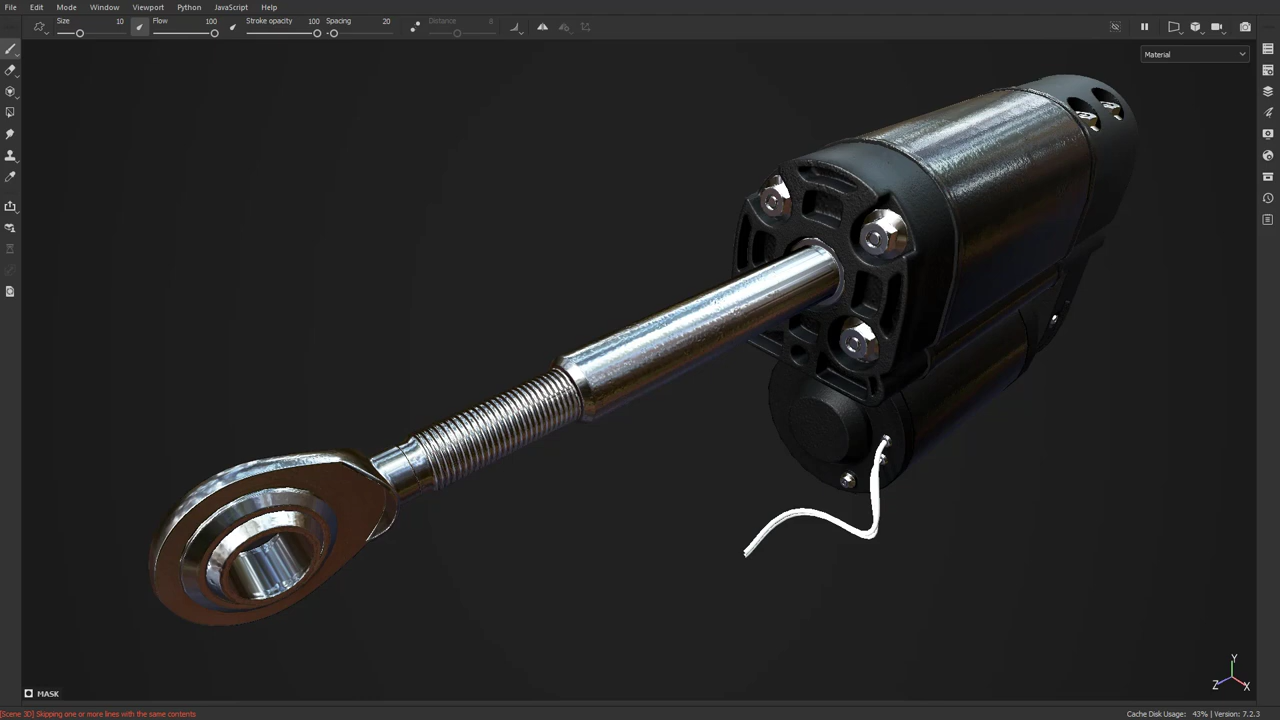 File Edit Mode Window Viewport Python JavaScript Help
Size 10 Flow 100 Stroke opacity 100 Spacing 20 Distance 8
Material
Y
Z X
MASK
[Scene 3D] Skipping one or more lines with the same contents
Cache Disk Usage: 43% | Version: 7.2.3